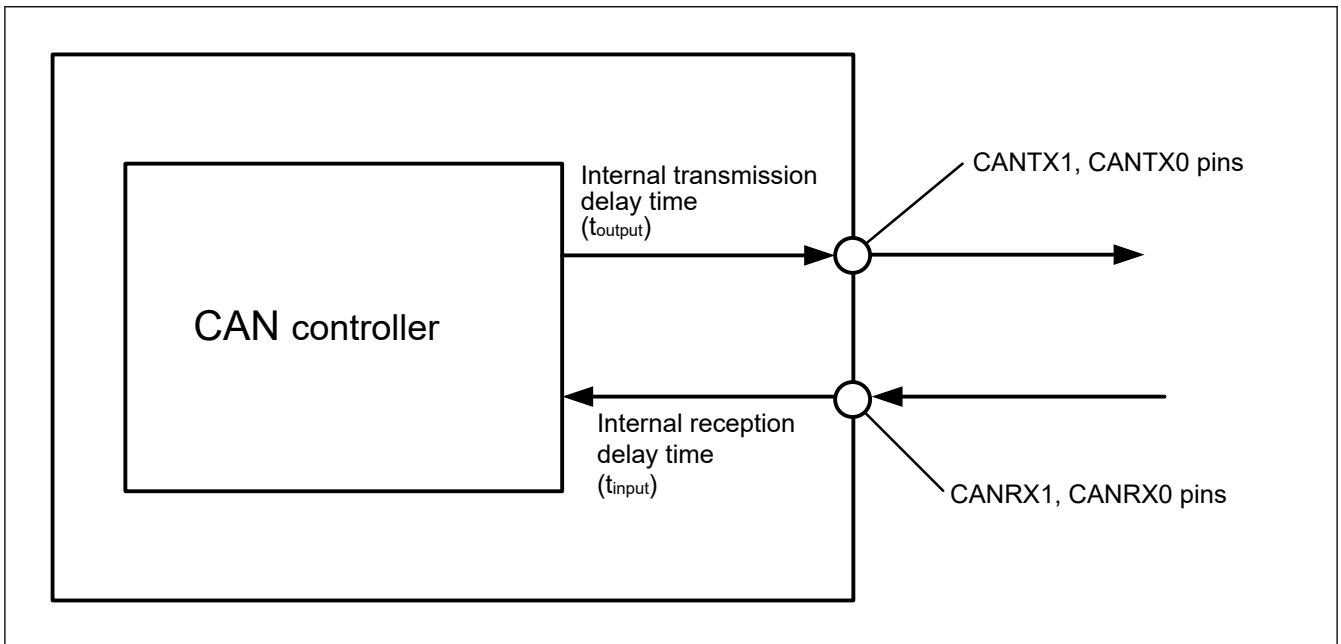 Internal transmission
delay time
(toutput)
CANTX1, CANTX0 pins
CAN controller
Internal reception
delay time
(tinput)
CANRX1, CANRX0 pins